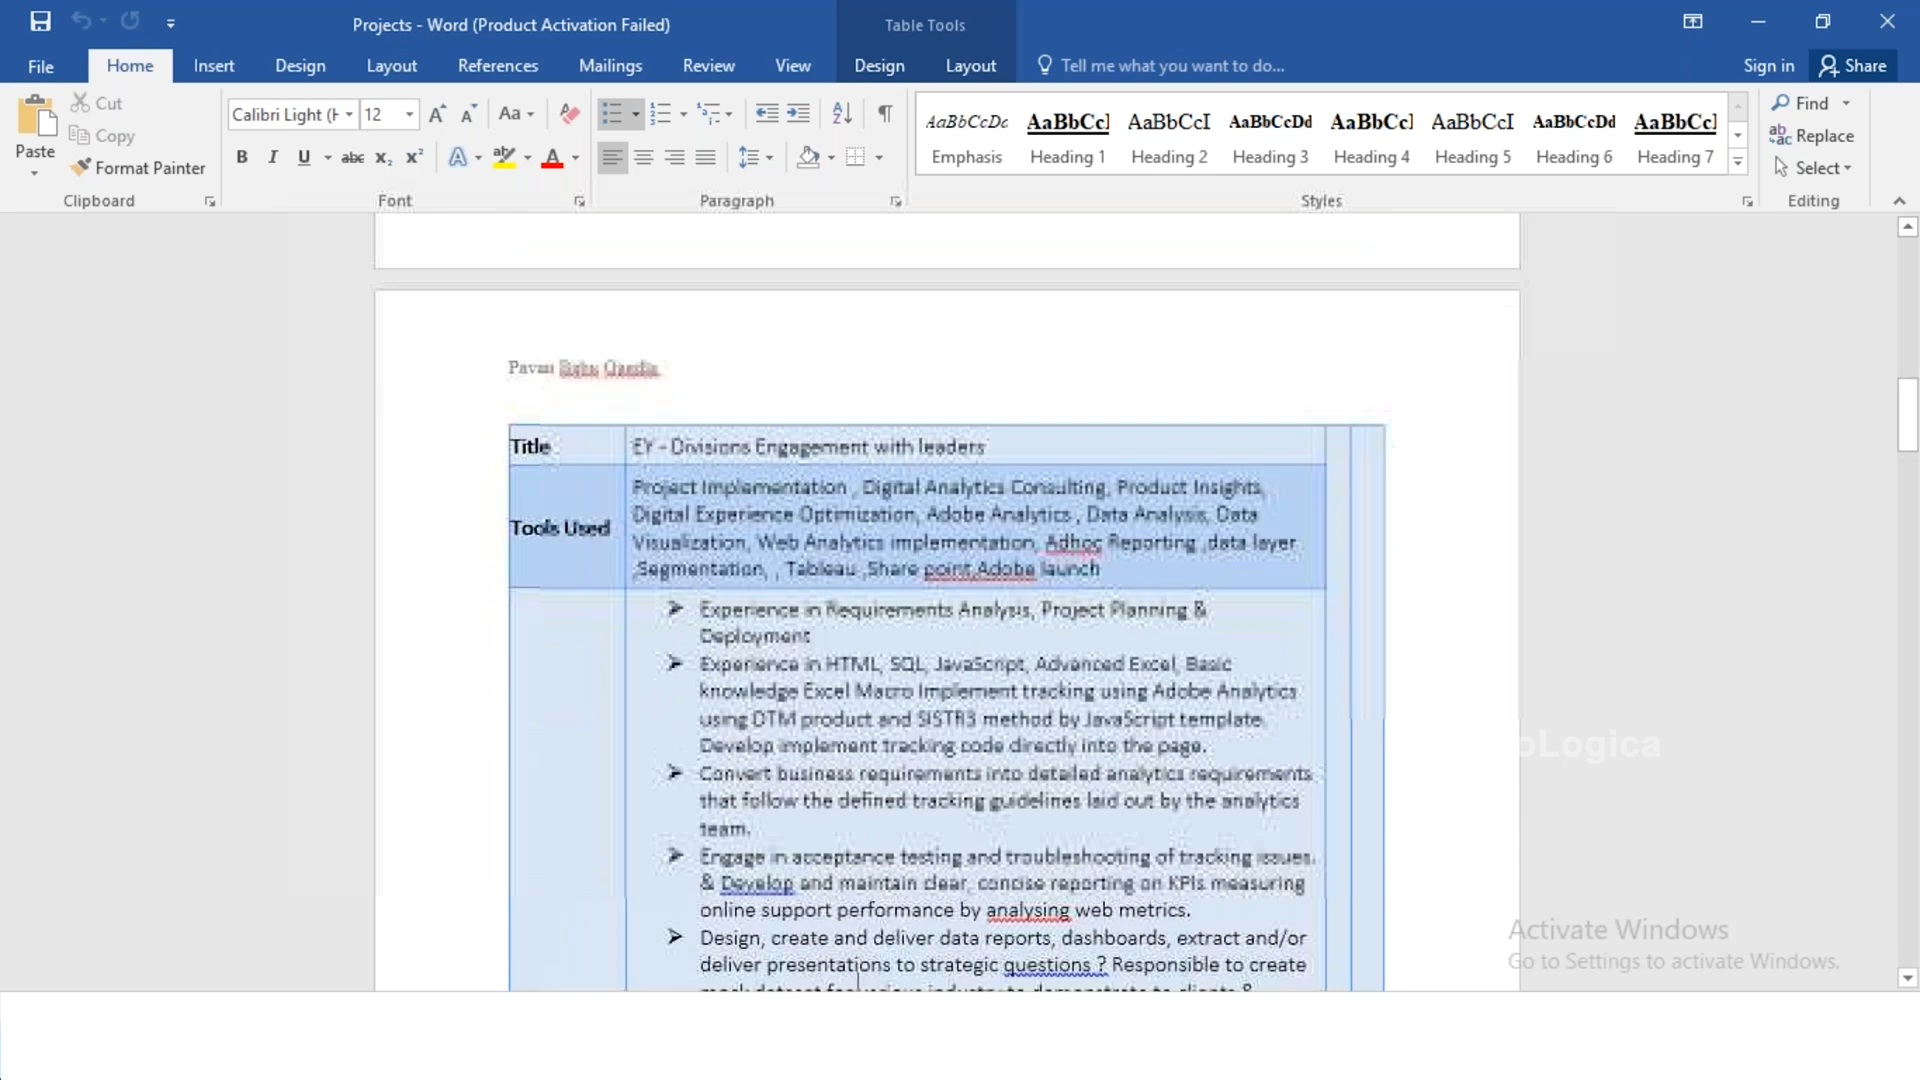 Projects - Word (Product Activation Failed)
Table Tools
File
Home
Insert
Design
Layout
References
Mailings
Review
View
Design
Layout
Tell me what you want to do...
Sign in
Share
Cut
Copy
Paste
Format Painter
Clipboard
Calibri Light (H
12
Aa
B I U abc X₂ X²
A
Font
Paragraph
AaBbCcDc AaBbCcI AaBbCcI AaBbCcDd AaBbCcI AaBbCcI AaBbCcDd AaBbCcI
Emphasis Heading 1 Heading 2 Heading 3 Heading 4 Heading 5 Heading 6 Heading 7
Styles
Find
Replace
Select
Editing
Pavan
Title EY - Divisions Engagement with leaders
Tools Used
Project Implementation , Digital Analytics Consulting, Product Insights,
Digital Experience Optimization, Adobe Analytics , Data Analysis, Data
Visualization, Web Analytics implementation, Adhoc Reporting ,data layer
,Segmentation, , Tableau ,Share point,Adobe launch
➢ Experience in Requirements Analysis, Project Planning &
Deployment
➢ Experience in HTML, SQL, JavaScript, Advanced Excel, Basic
knowledge Excel Macro Implement tracking using Adobe Analytics
using DTM product and SISTR3 method by JavaScript template.
Develop implement tracking code directly into the page.
➢ Convert business requirements into detailed analytics requirements
that follow the defined tracking guidelines laid out by the analytics
team.
➢ Engage in acceptance testing and troubleshooting of tracking issues.
& Develop and maintain clear, concise reporting on KPIs measuring
online support performance by analysing web metrics.
➢ Design, create and deliver data reports, dashboards, extract and/or
deliver presentations to strategic questions ? Responsible to create
oLogica
Activate Windows
Go to Settings to activate Windows.